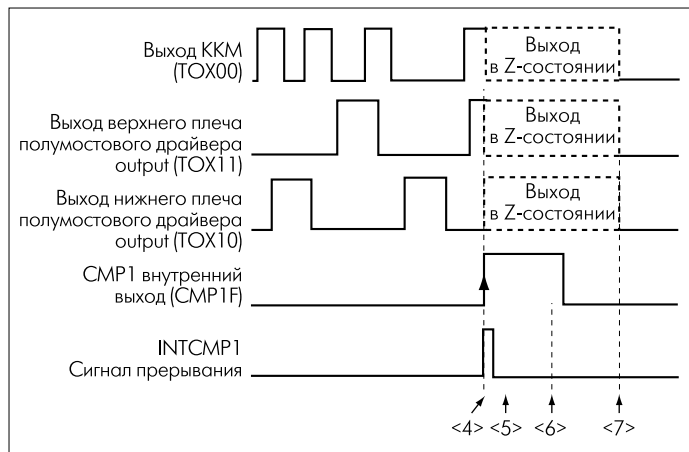 Выход ККМ
(TOX00)
Выход
в Z-состоянии
Выход верхнего плеча
полумостового драйвера
output (TOX11)
Выход
в Z-состоянии
Выход нижнего плеча
полумостового драйвера
output (TOX10)
Выход
в Z-состоянии
CMP1 внутренний
выход (CMP1F)
INTCMP1
Сигнал прерывания
<4> <5> <6> <7>